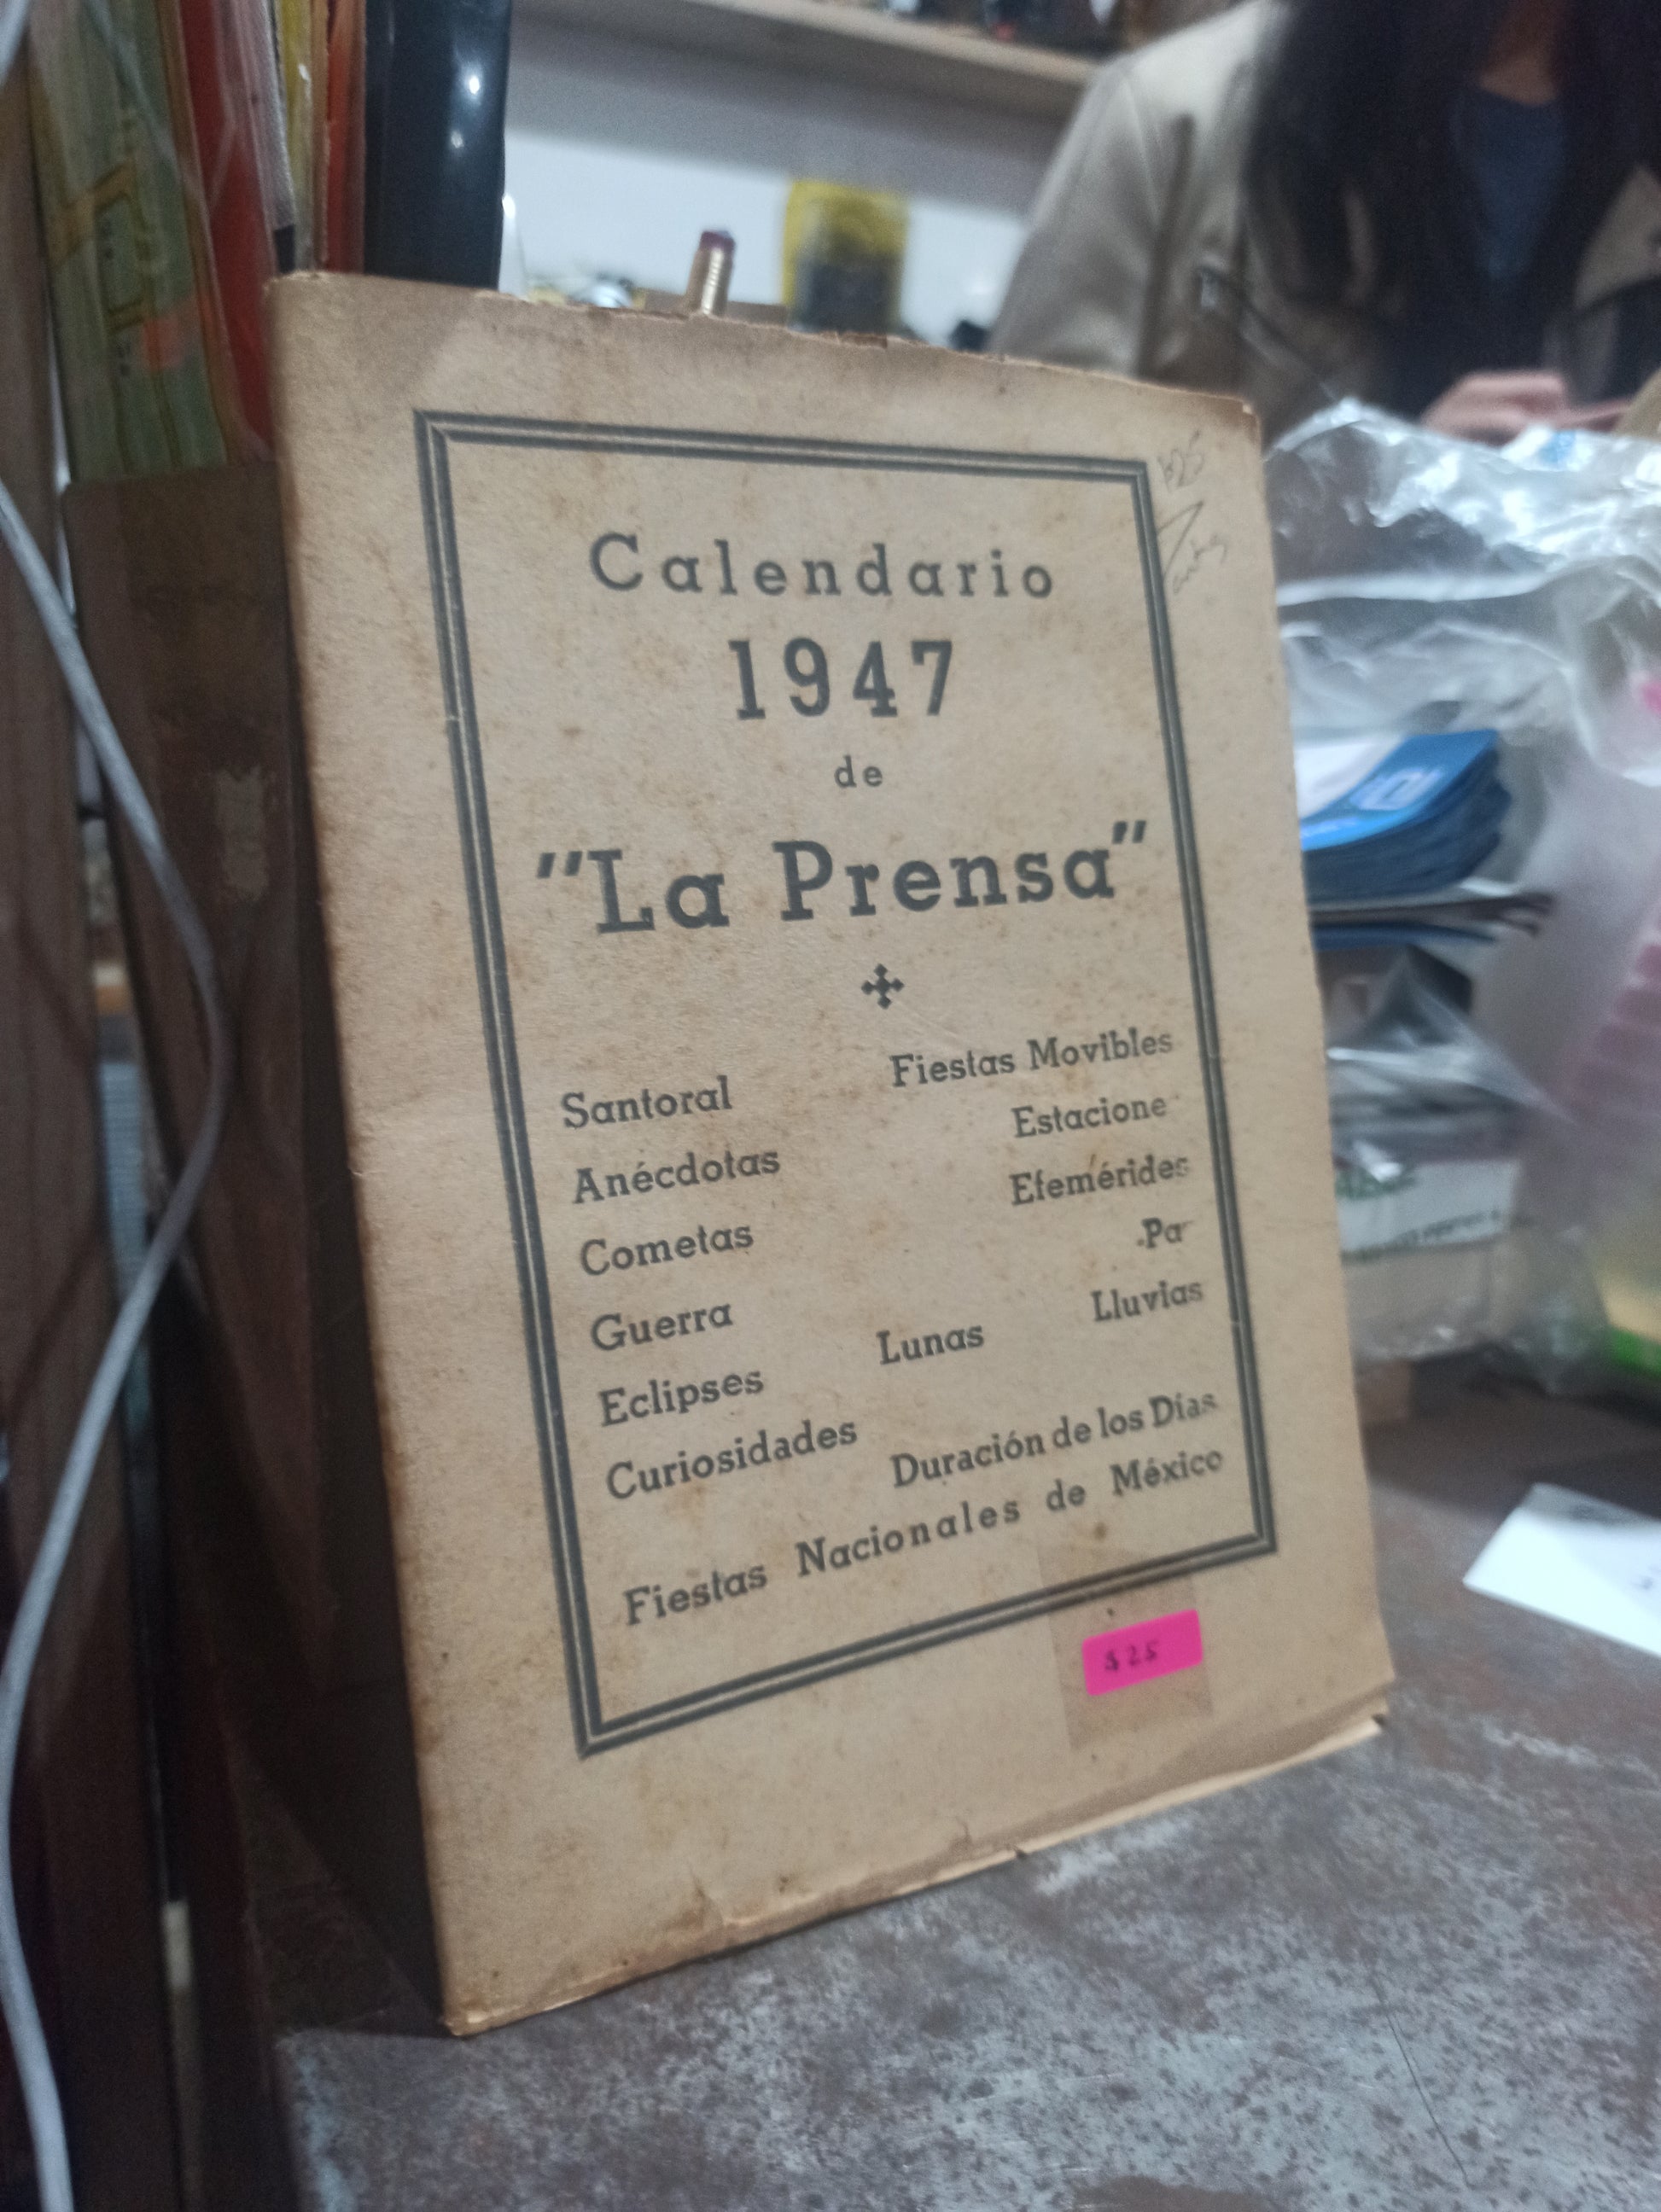 Calendario
1947
de
"La Prensa"
Santoral Fiestas Movibles
Anécdotas Estacione
Cometas Efemérides
Guerra Pa
Eclipses Lunas Lluvias
Curiosidades Duración de los Días
Fiestas Nacionales de México
$25